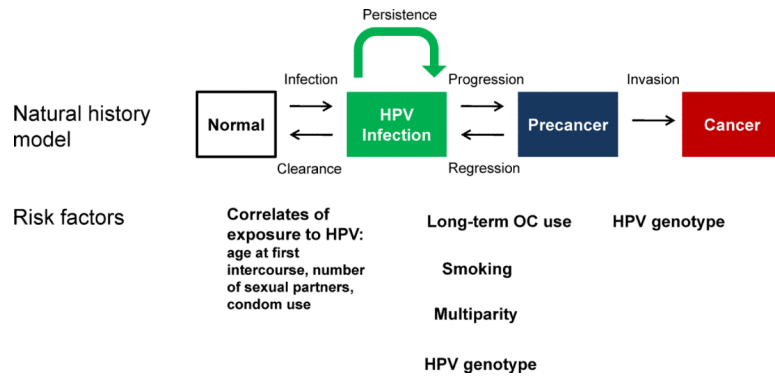 Persistence
Infection
Progression
Invasion
Natural history
model
Normal
HPV
Infection
Precancer
Cancer
Clearance
Regression
Risk factors
Correlates of
exposure to HPV:
age at first
intercourse, number
of sexual partners,
condom use
Long-term OC use
Smoking
Multiparity
HPV genotype
HPV genotype